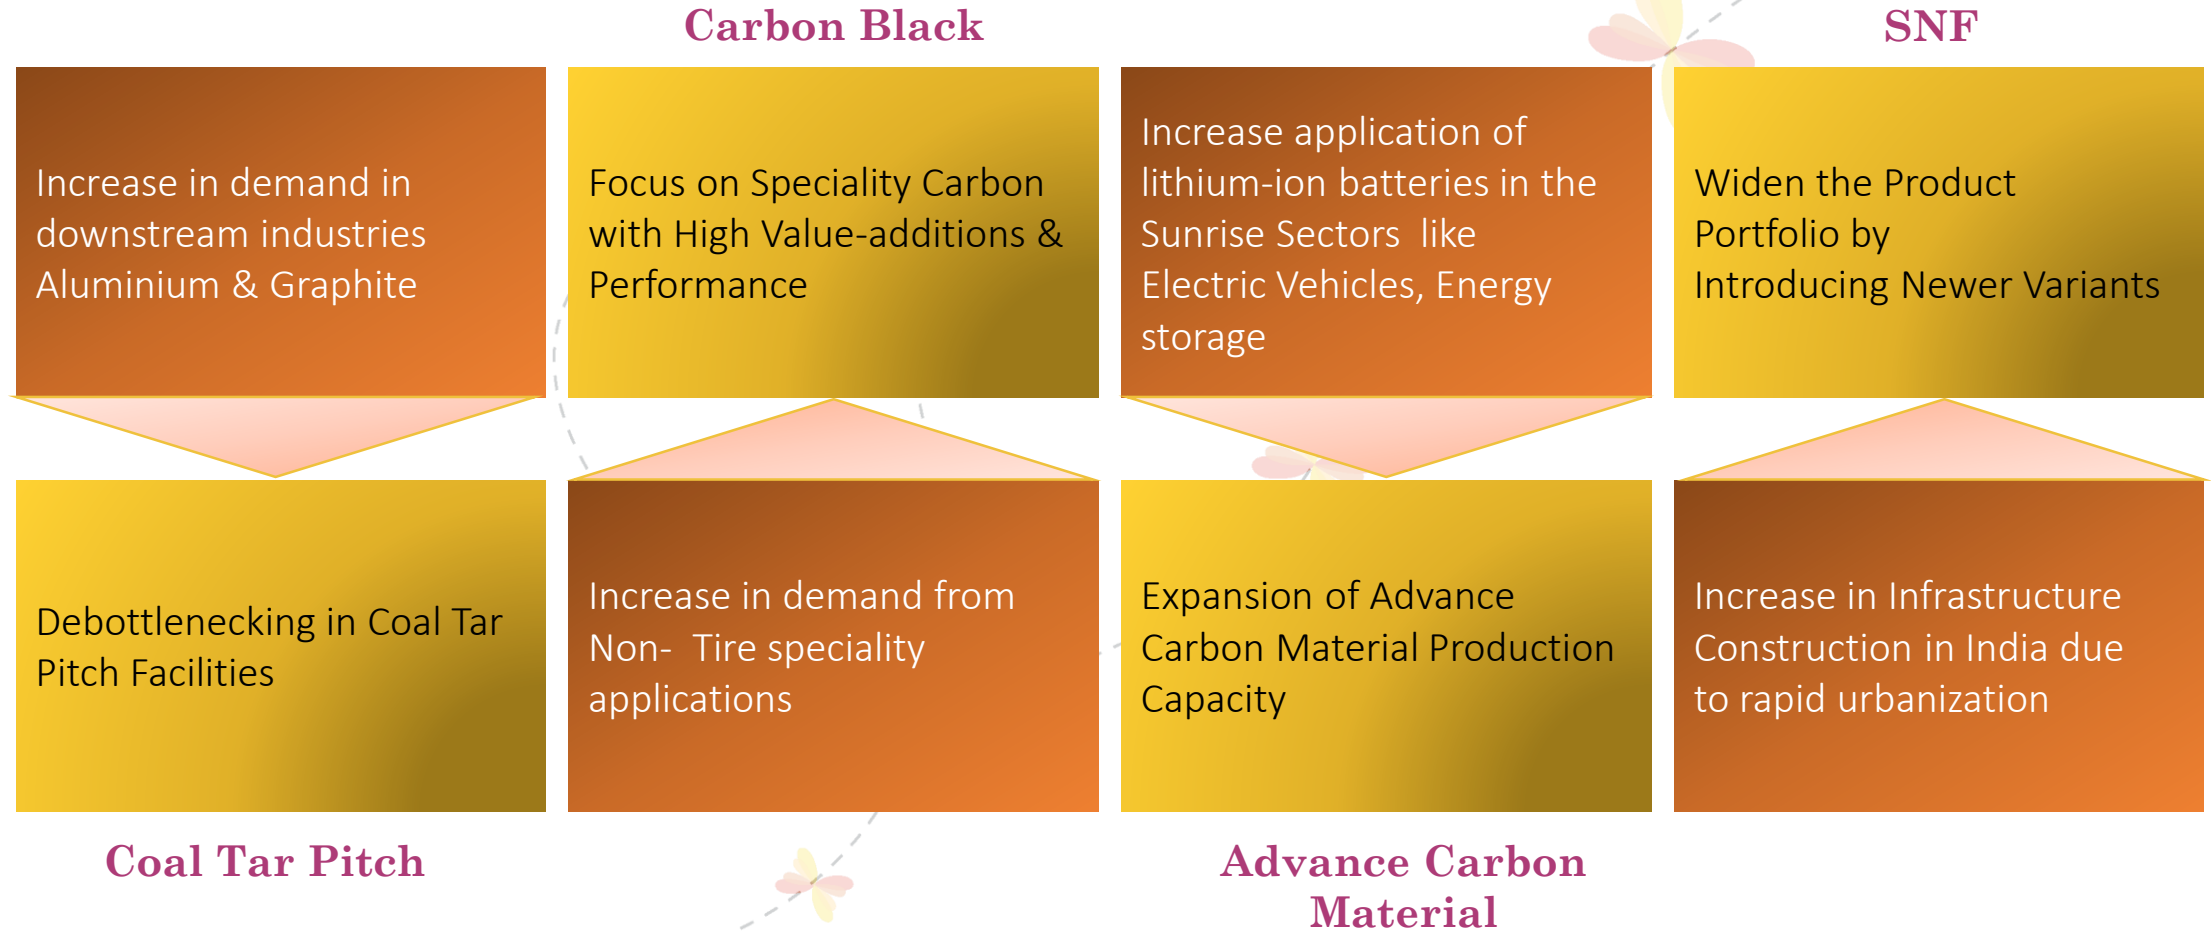 Carbon Black
SNF
Increase in demand in
downstream industries
Aluminium & Graphite
Focus on Speciality Carbon
with High Value-additions &
Performance
Increase application of
lithium-ion batteries in the
Sunrise Sectors  like
Electric Vehicles, Energy
storage
Widen the Product
Portfolio by
Introducing Newer Variants
Debottlenecking in Coal Tar
Pitch Facilities
Increase in demand from
Non-  Tire speciality
applications
Expansion of Advance
Carbon Material Production
Capacity
Increase in Infrastructure
Construction in India due
to rapid urbanization
Coal Tar Pitch
Advance Carbon
Material